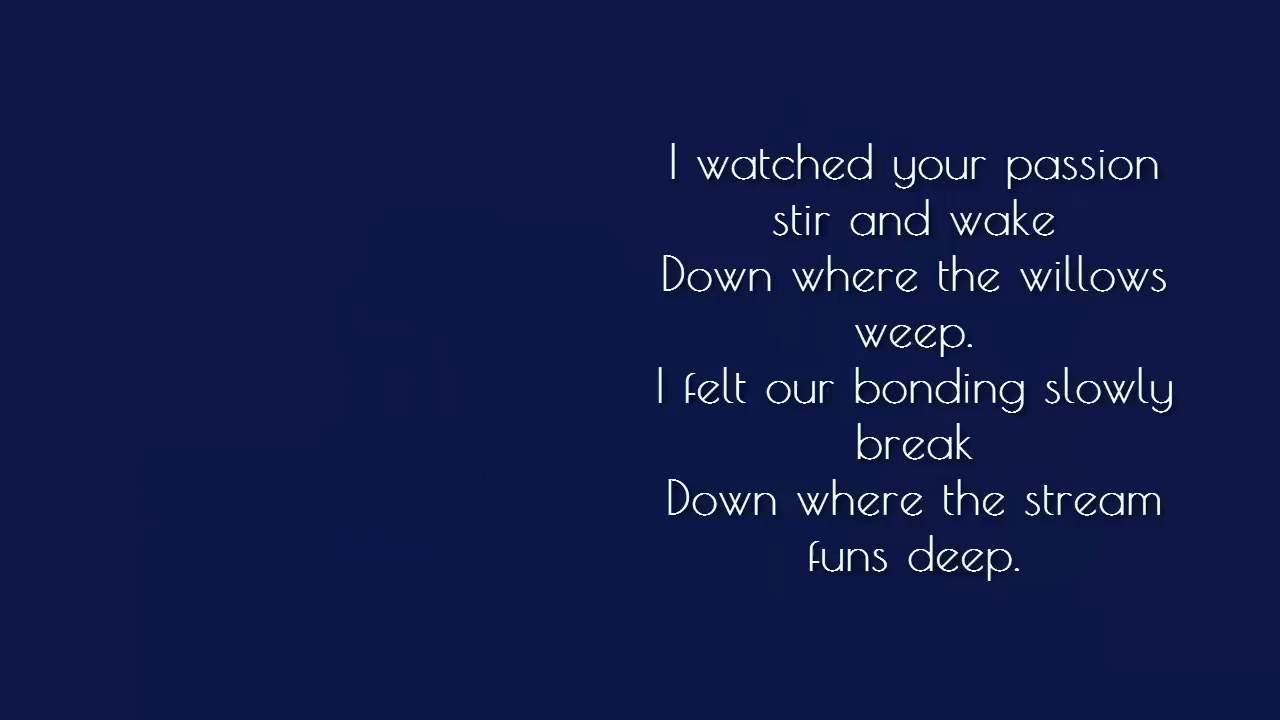 I watched your passion
stir and wake
Down where the willows
weep.
I felt our bonding slowly
break
Down where the stream
funs deep.